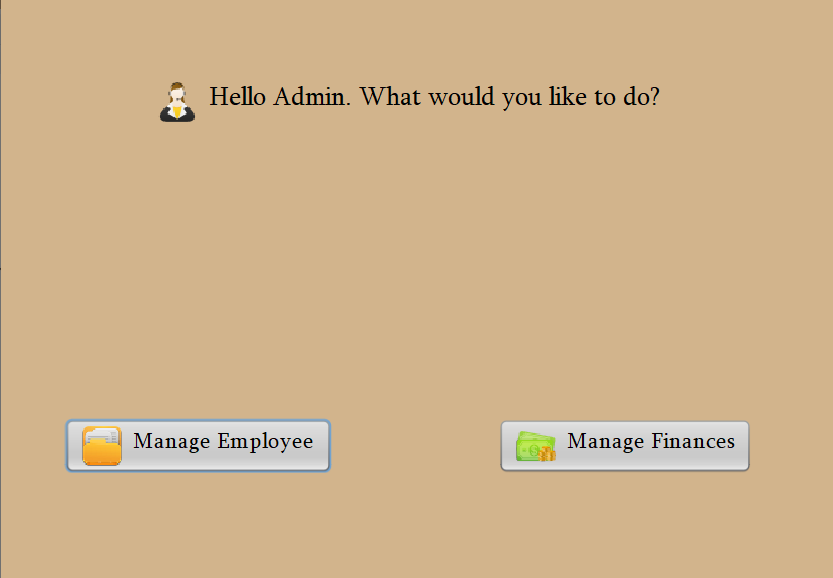 Hello Admin. What would you like to do?
Manage Employee
Manage Finances